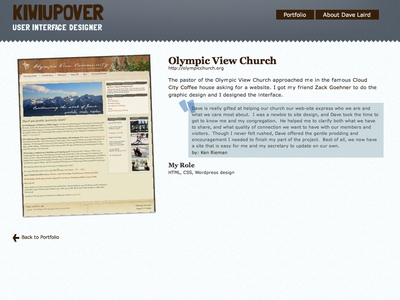 KIWIUPOVER
USER INTERFACE DESIGNER
Portfolio
About Dave Laird
Olympic View Community
Olympic View Church
http://olympicchurch.org
The pastor of the Olympic View Church approached me in the famous Cloud
City Coffee house asking for a website. I got my friend Zack Goehner to do the
graphic design and I designed the interface.
Dave is really gifted at helping our church our web-site express who we are and
what we care most about. I was a newbie to site design, and Dave took the time to
got to know me and my congregation. He helped me to clarify both what we have
to share, and what quality of connection we want to have with our members and
visitors. Though I never felt rushed, Dave offered the gentle prodding and
encouragement I needed to finish my part of the project. Best of all, we now have
a site that is easy for me and my secretary to update on our own.
by: Ken Rieman
My Role
HTML, CSS, Wordpress design
Back to Portfolio